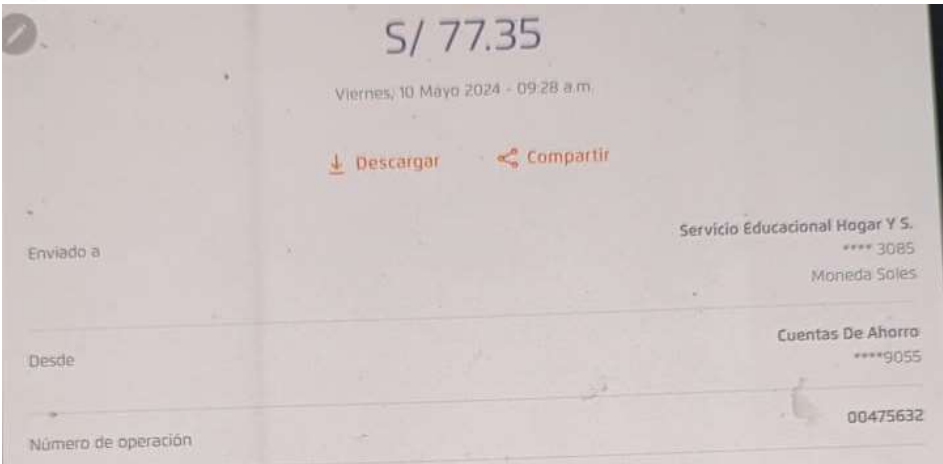 S/ 77.35
Viernes, 10 Mayo 2024 - 09:28 a.m.
Descargar
Compartir
Enviado a
Servicio Educacional Hogar Y S.
**** 3085
Moneda Soles
Desde
Cuentas De Ahorro
****9055
Número de operación
00475632